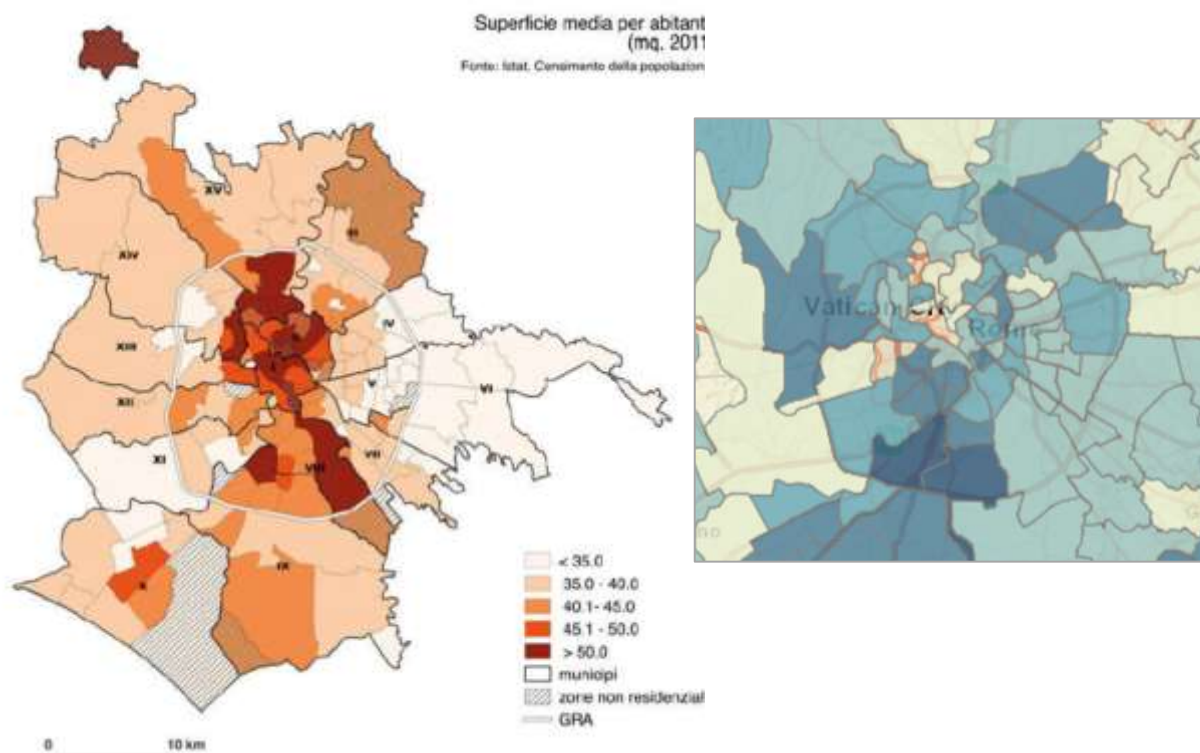 Superficie media per abitant
(mq. 2011
Fonte: Istat, Censimento della popolazion
XV
III
XIV
IV
XIII
V
VI
XII
I
XI
VIII
VII
X
IX
Vatican City
Rome
< 35.0
35.0 - 40.0
40.1 - 45.0
45.1 - 50.0
> 50.0
municipi
zone non residenzial
GRA
0 10 km